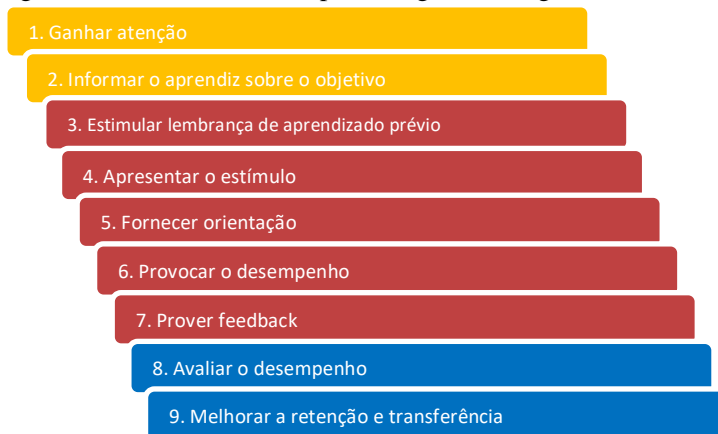 1. Ganhar atenção
2. Informar o aprendiz sobre o objetivo
3. Estimular lembrança de aprendizado prévio
4. Apresentar o estímulo
5. Fornecer orientação
6. Provocar o desempenho
7. Prover feedback
8. Avaliar o desempenho
9. Melhorar a retenção e transferência